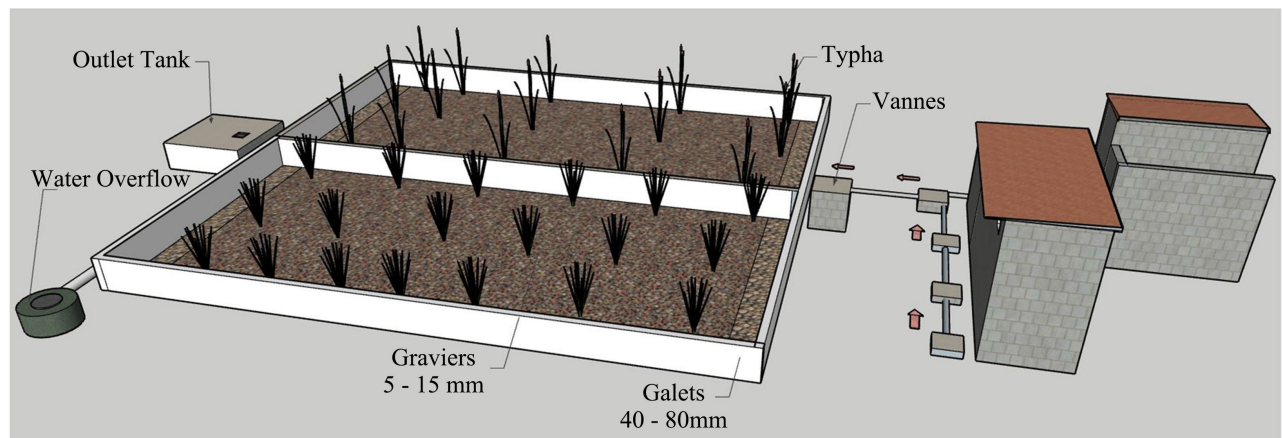 Outlet Tank
Typha
Vannes
Water Overflow
Graviers
5 - 15 mm
Galets
40 - 80mm